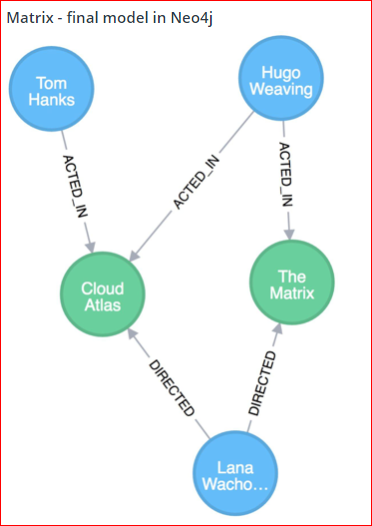 Matrix - final model in Neo4j
Tom
Hanks
Hugo
Weaving
ACTED_IN
ACTED_IN
ACTED_IN
Cloud
Atlas
The
Matrix
DIRECTED
DIRECTED
Lana
Wacho...